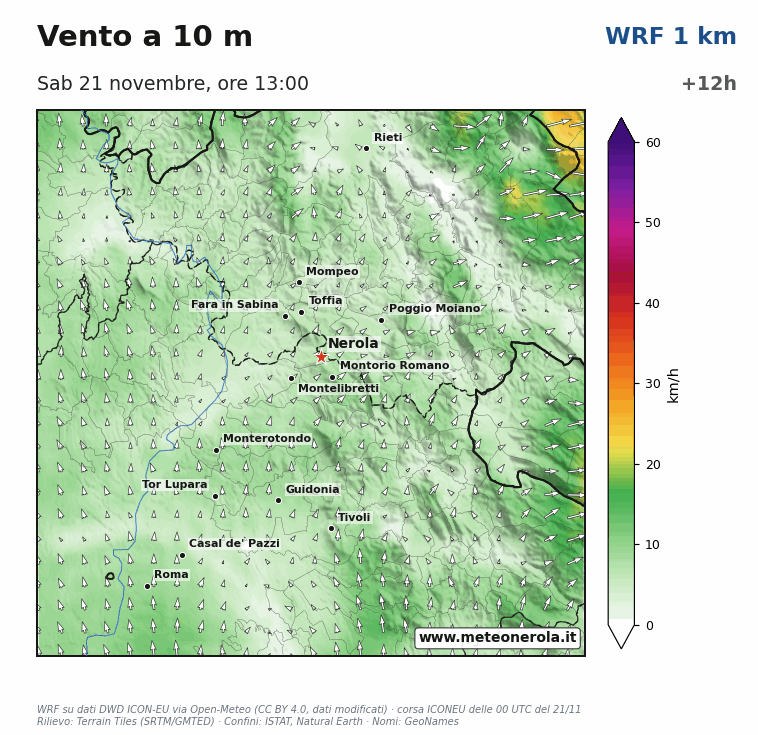 Vento a 10 m
WRF 1 km
Sab 21 novembre, ore 13:00
+12h
Rieti
60
50
Mompeo
Fara in Sabina
Toffia
Poggio Moiano
40
Nerola
Montorio Romano
km/h
Montelibretti
30
Monterotondo
20
Tor Lupara
Guidonia
Tivoli
Casal de' Pazzi
10
Roma
www.meteonerola.it
0
WRF su dati DWD ICON-EU via Open-Meteo (CC BY 4.0, dati modificati) · corsa ICONEU delle 00 UTC del 21/11
Rilievo: Terrain Tiles (SRTM/GMTED) · Confini: ISTAT, Natural Earth · Nomi: GeoNames